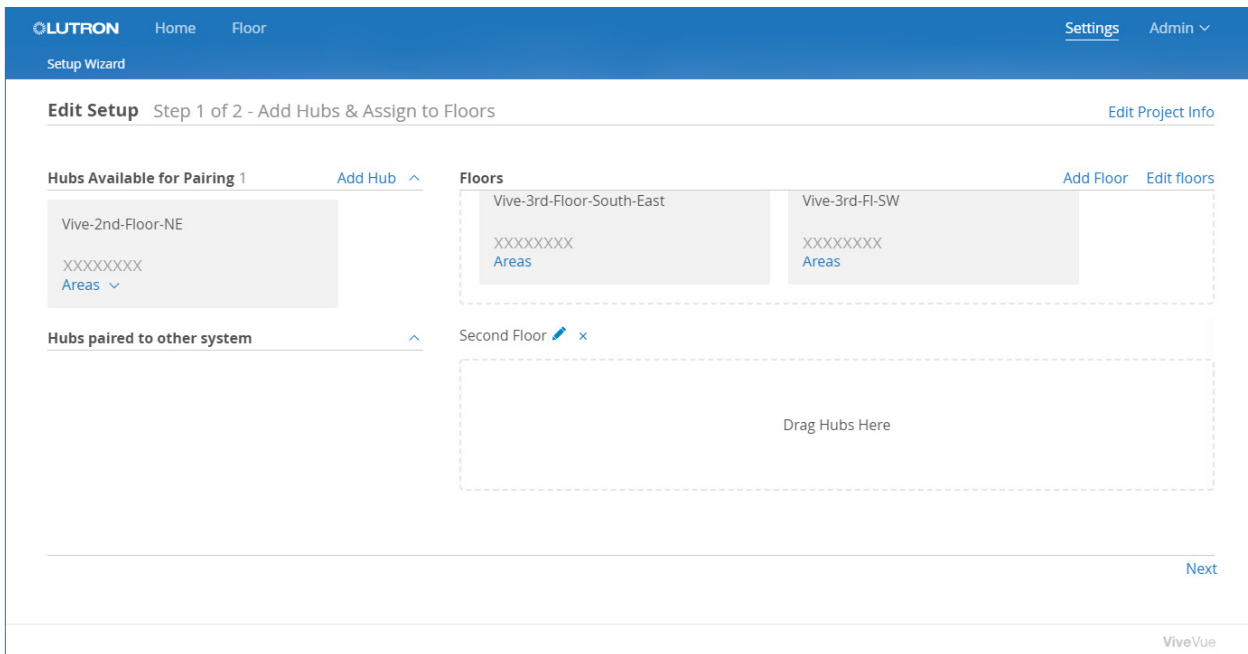 LUTRON Home Floor Settings Admin
Setup Wizard
Edit Setup Step 1 of 2 - Add Hubs & Assign to Floors Edit Project Info
Hubs Available for Pairing 1 Add Hub
Vive-2nd-Floor-NE
XXXXXXXX
Areas
Hubs paired to other system
Floors Add Floor Edit floors
Vive-3rd-Floor-South-East Vive-3rd-Fl-SW
XXXXXXXX XXXXXXXX
Areas Areas
Second Floor ×
Drag Hubs Here
Next
ViveVue